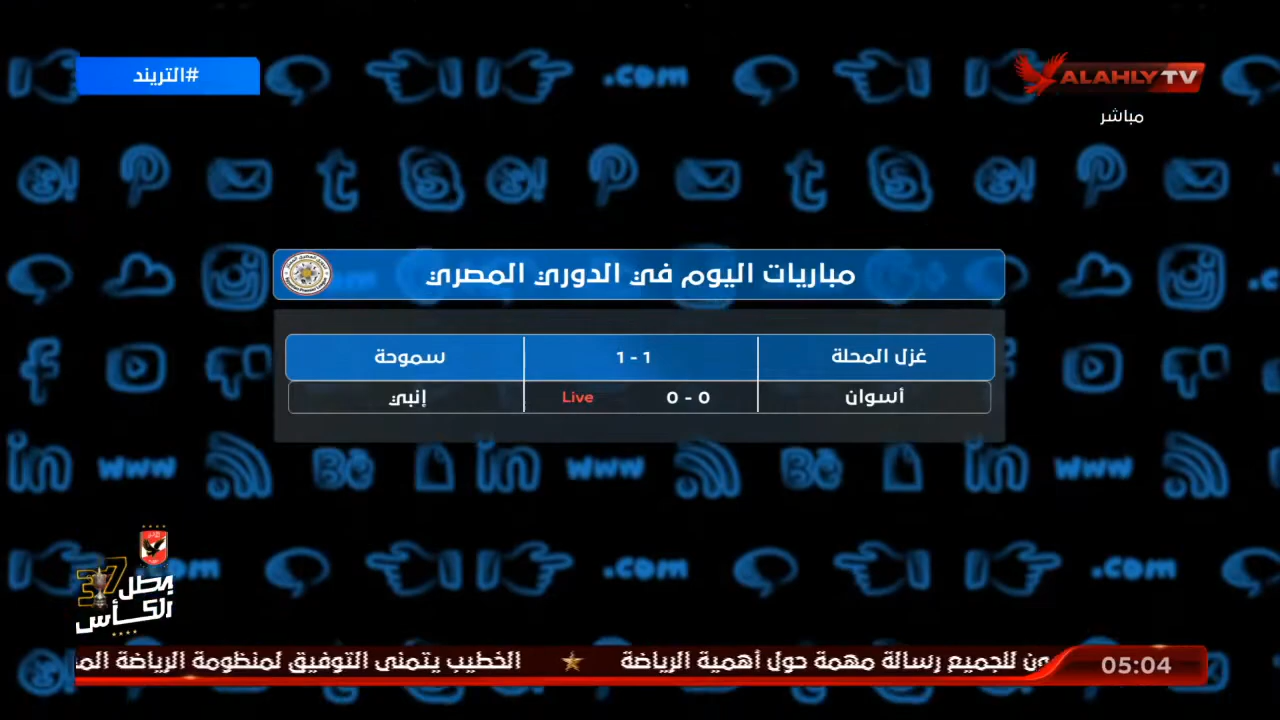 #التريند
ALAHLY TV
مباشر
مباريات اليوم في الدوري المصري
غزل المحلة 1 - 1 سموحة
أسوان 0 - 0 Live إنبي
بطل
37
الكأس
ون للجميع رسالة مهمة حول أهمية الرياضة ★ الخطيب يتمنى التوفيق لمنظومة الرياضة
05:04